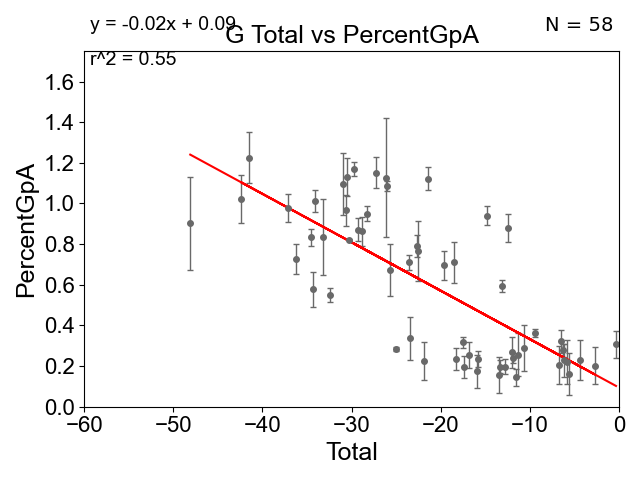 y = -0.02x + 0.09
N = 58
G Total vs PercentGpA
r^2 = 0.55
PercentGpA
1.6
1.4
1.2
1.0
0.8
0.6
0.4
0.2
0.0
−60 −50 −40 −30 −20 −10 0
Total